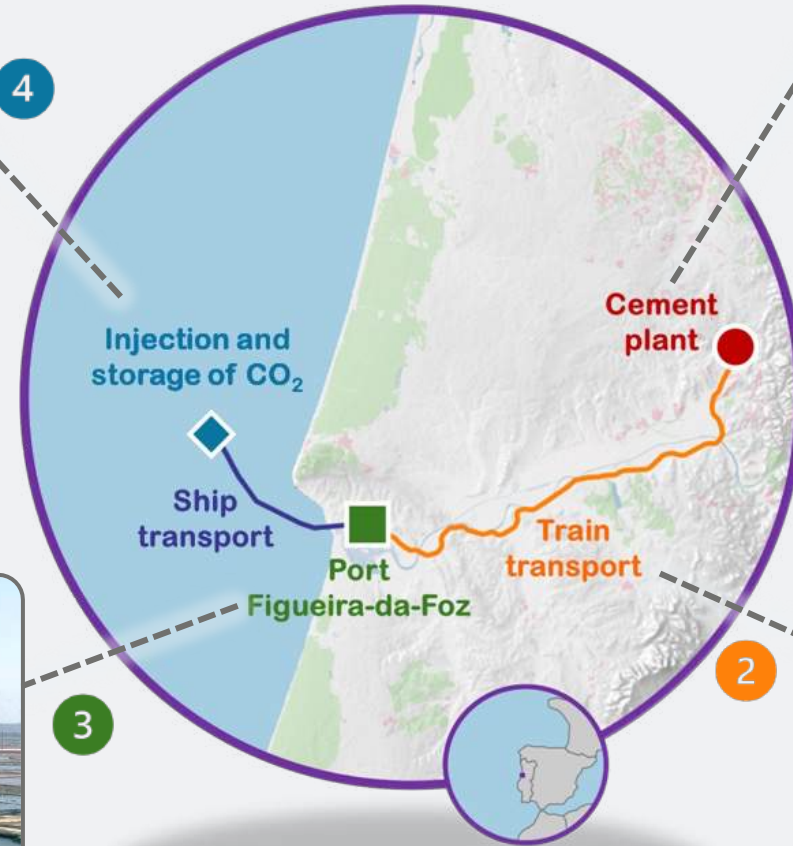 4
Cement
plant
Injection and
storage of CO₂
Ship
transport
Train
transport
Port
Figueira-da-Foz
2
3